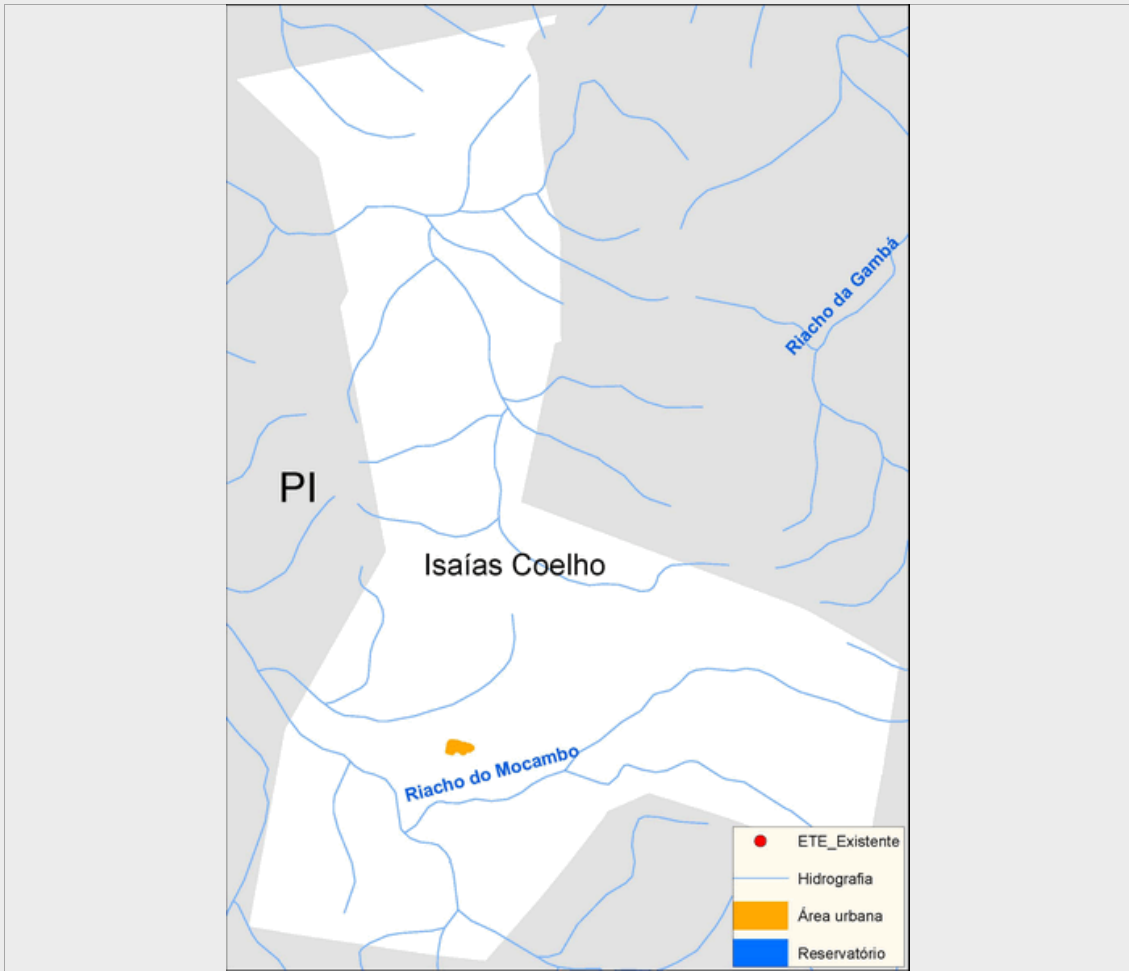 Riacho da Gambá
PI
Isaías Coelho
Riacho do Mocambo
ETE_Existente
Hidrografia
Área urbana
Reservatório